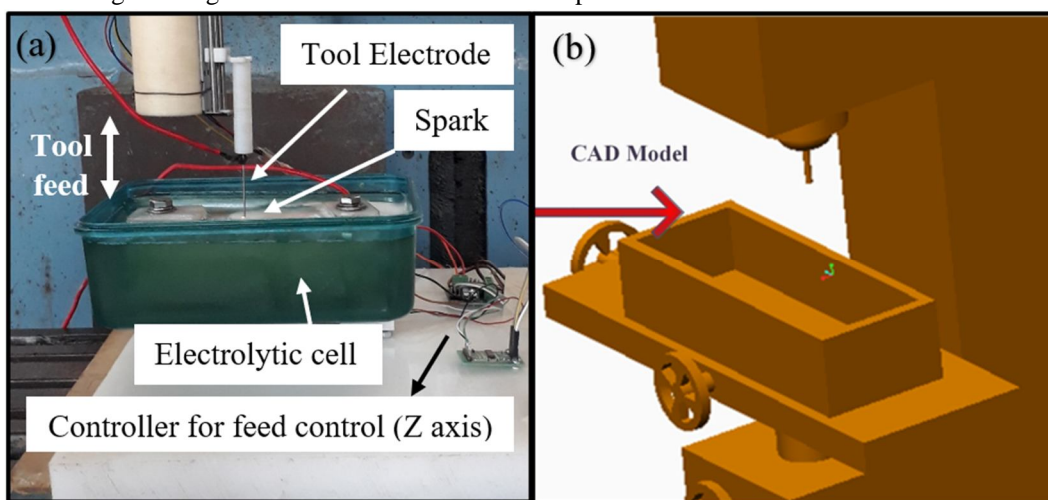 (a)
Tool Electrode
Spark
Tool
feed
Electrolytic cell
Controller for feed control (Z axis)
(b)
CAD Model